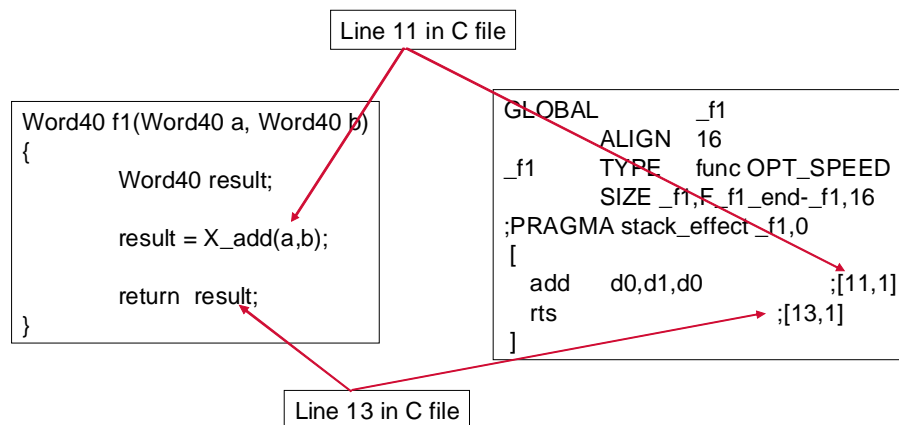 Line 11 in C file
Word40 f1(Word40 a, Word40 b)
{
Word40 result;
result = X_add(a,b);
return result;
}
GLOBAL _f1
ALIGN 16
_f1 TYPE func OPT_SPEED
SIZE _f1,F_f1_end-_f1,16
;PRAGMA stack_effect _f1,0
[
add d0,d1,d0 ;[11,1]
rts ;[13,1]
]
Line 13 in C file